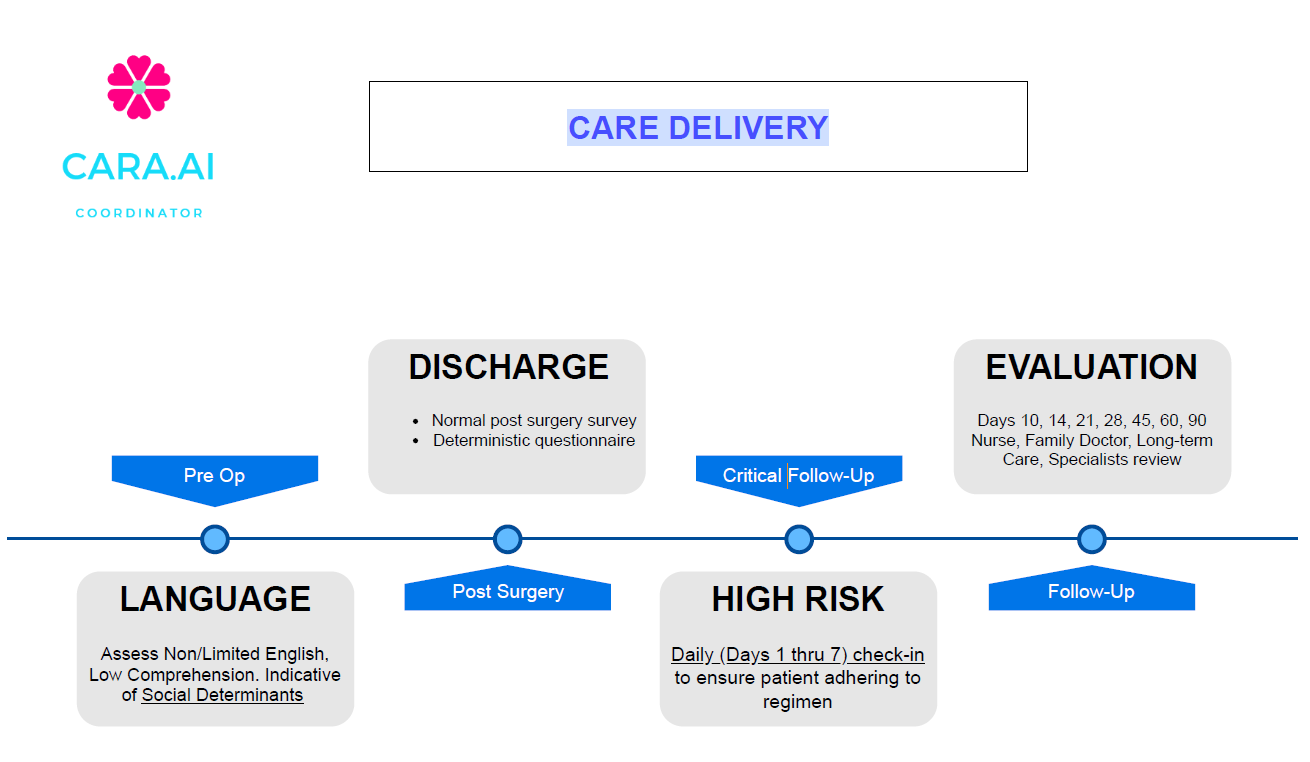 CARA.AI
COORDINATOR
CARE DELIVERY
Pre Op
LANGUAGE
Assess Non/Limited English,
Low Comprehension. Indicative
of Social Determinants
DISCHARGE
• Normal post surgery survey
• Deterministic questionnaire
Post Surgery
Critical Follow-Up
HIGH RISK
Daily (Days 1 thru 7) check-in
to ensure patient adhering to
regimen
EVALUATION
Days 10, 14, 21, 28, 45, 60, 90
Nurse, Family Doctor, Long-term
Care, Specialists review
Follow-Up